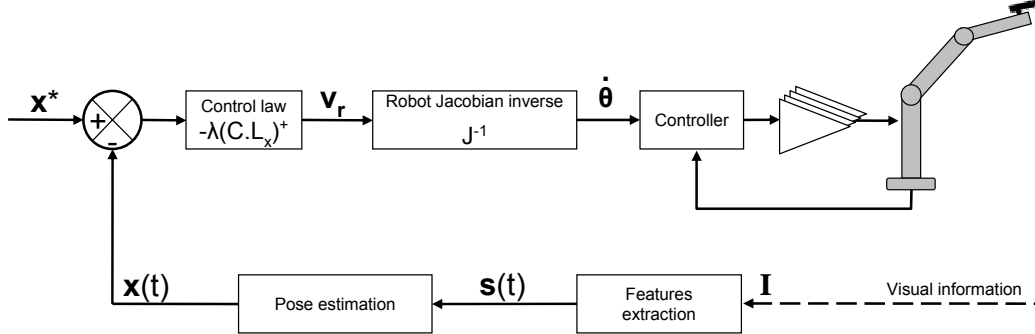 x*
+
-
Control law
-λ(C.Lₓ)⁺
vᵣ
Robot Jacobian inverse
J⁻¹
θ̇
Controller
x(t)
Pose estimation
s(t)
Features
extraction
I
Visual information